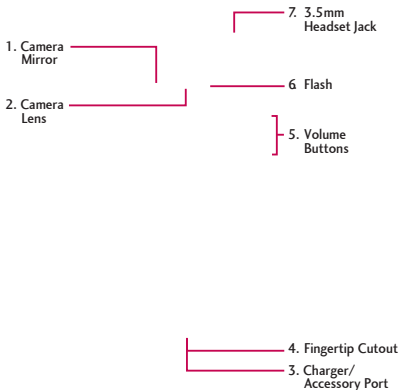 1. Camera
Mirror
2. Camera
Lens
7. 3.5mm
Headset Jack
6. Flash
5. Volume
Buttons
4. Fingertip Cutout
3. Charger/
Accessory Port